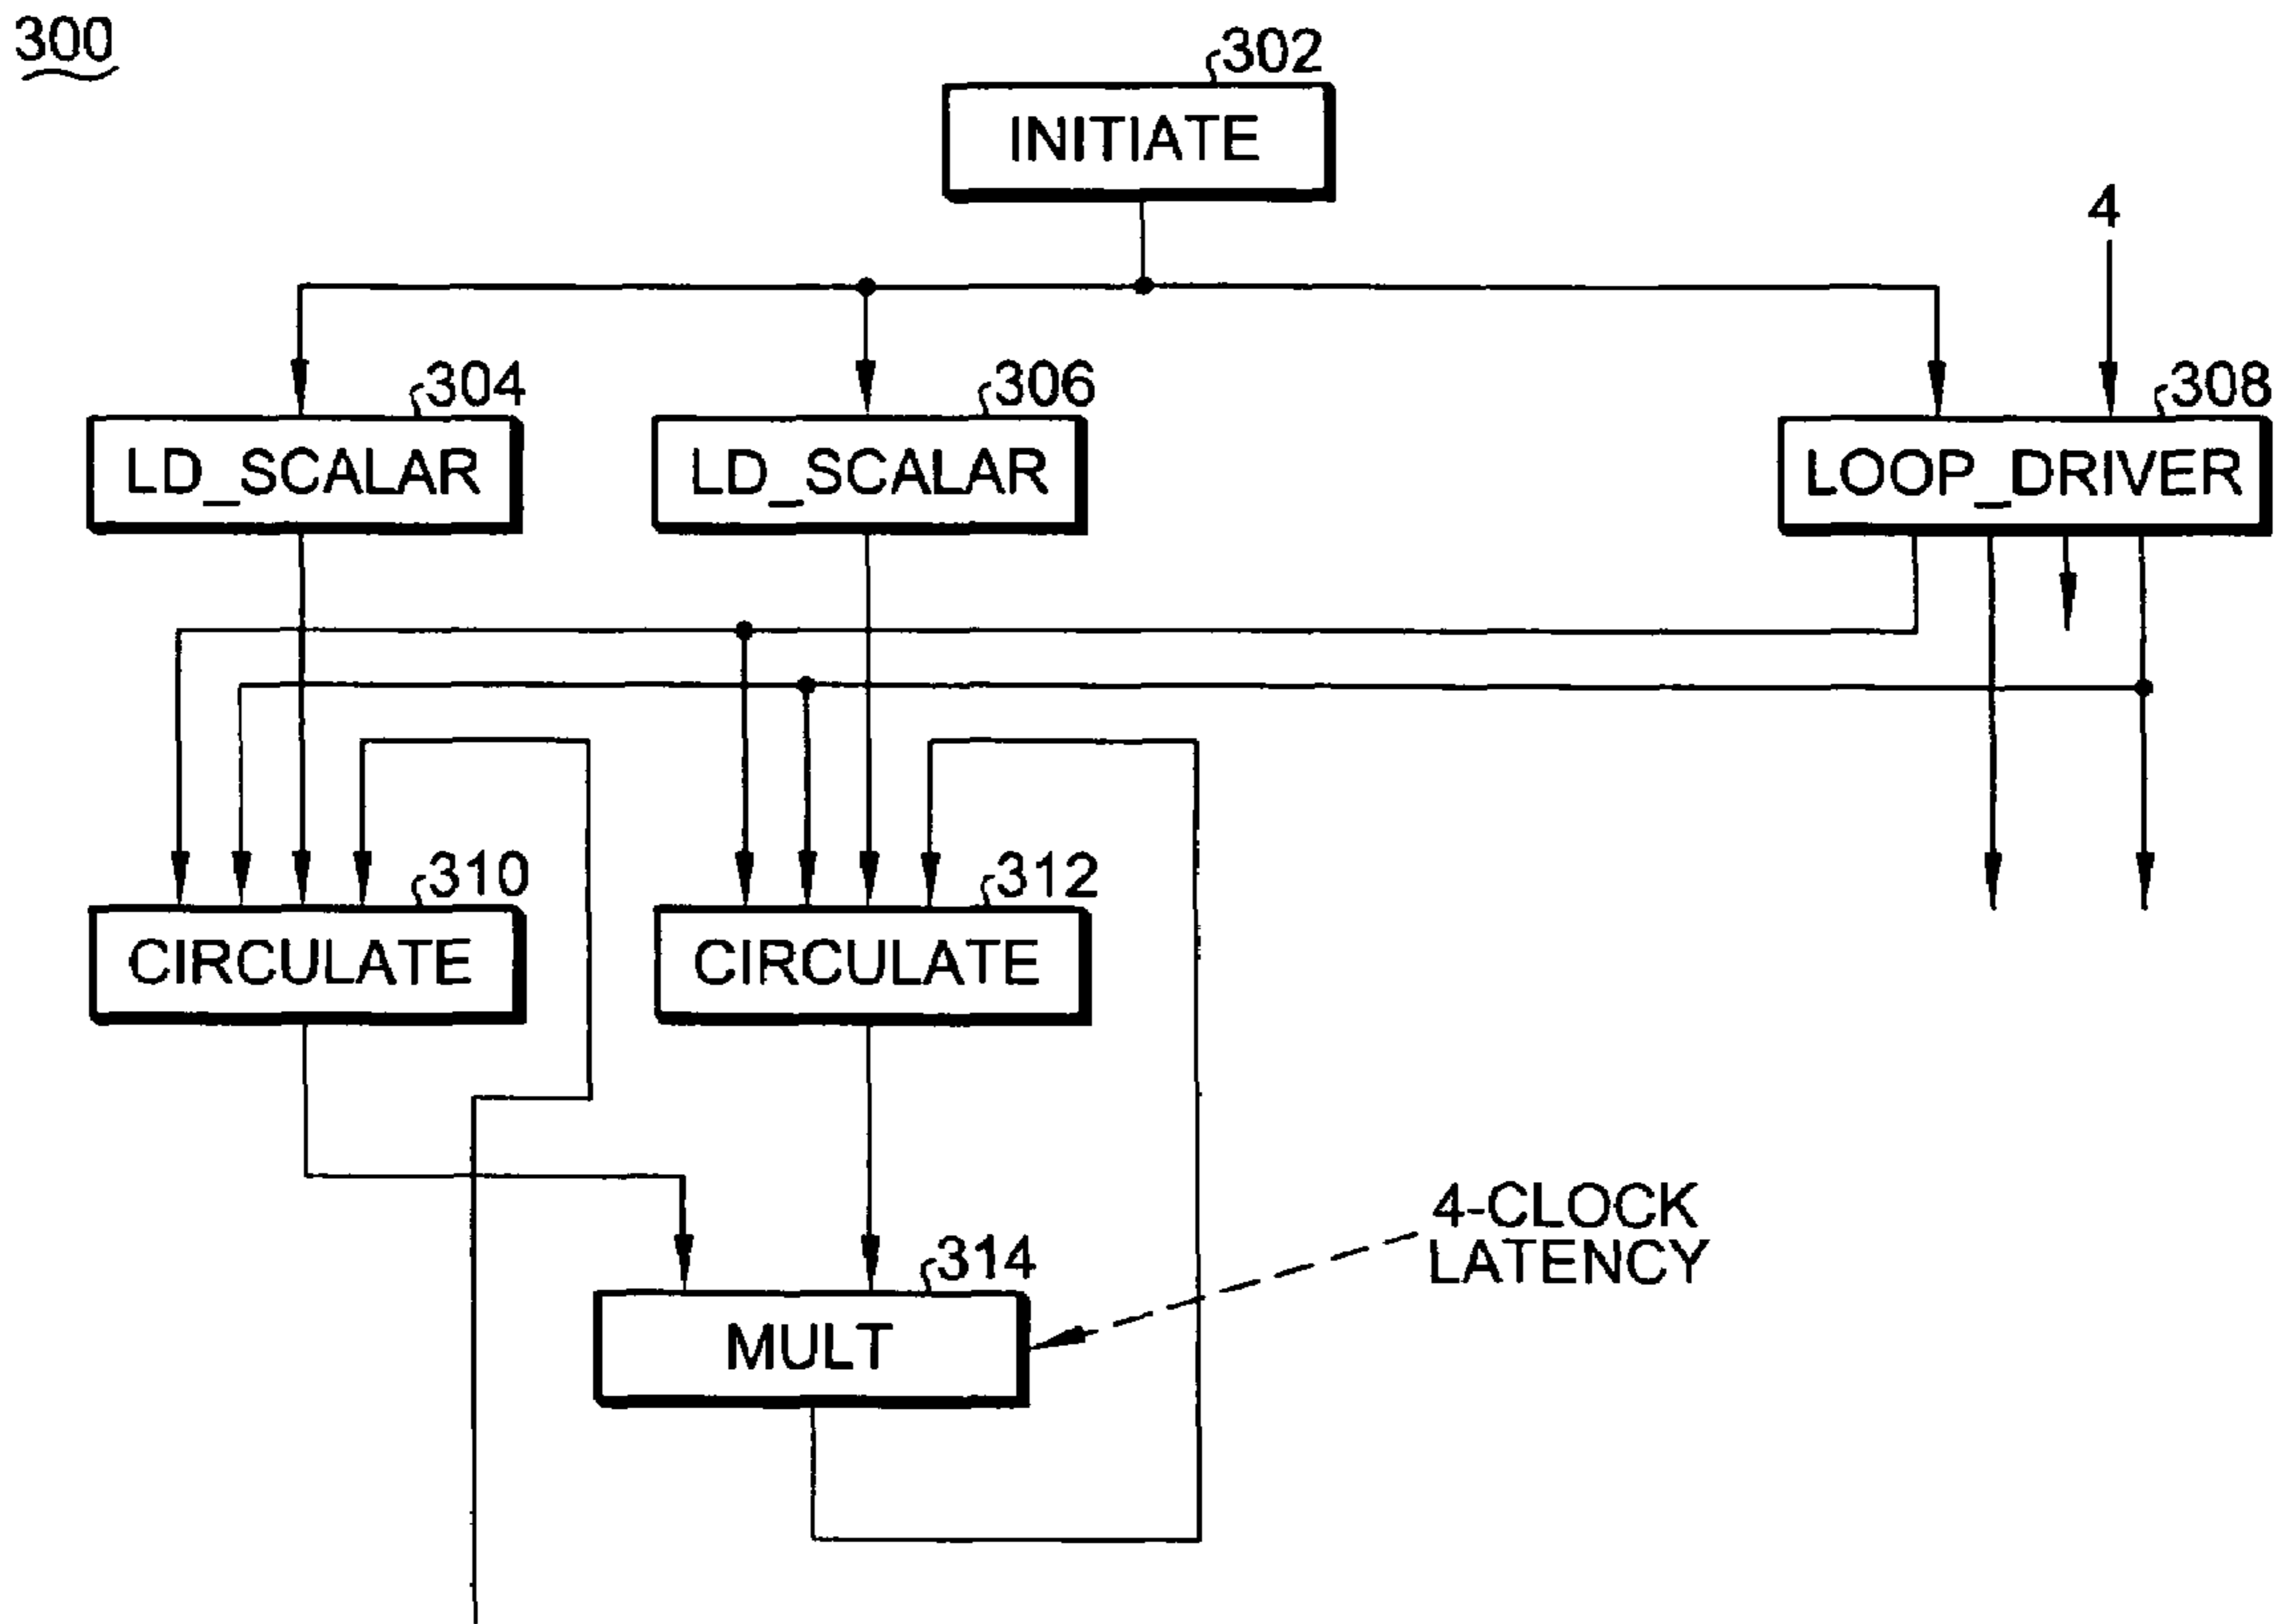 300
302
INITIATE
4
304
306
308
LD_SCALAR
LD_SCALAR
LOOP_DRIVER
310
312
CIRCULATE
CIRCULATE
4-CLOCK
LATENCY
314
MULT